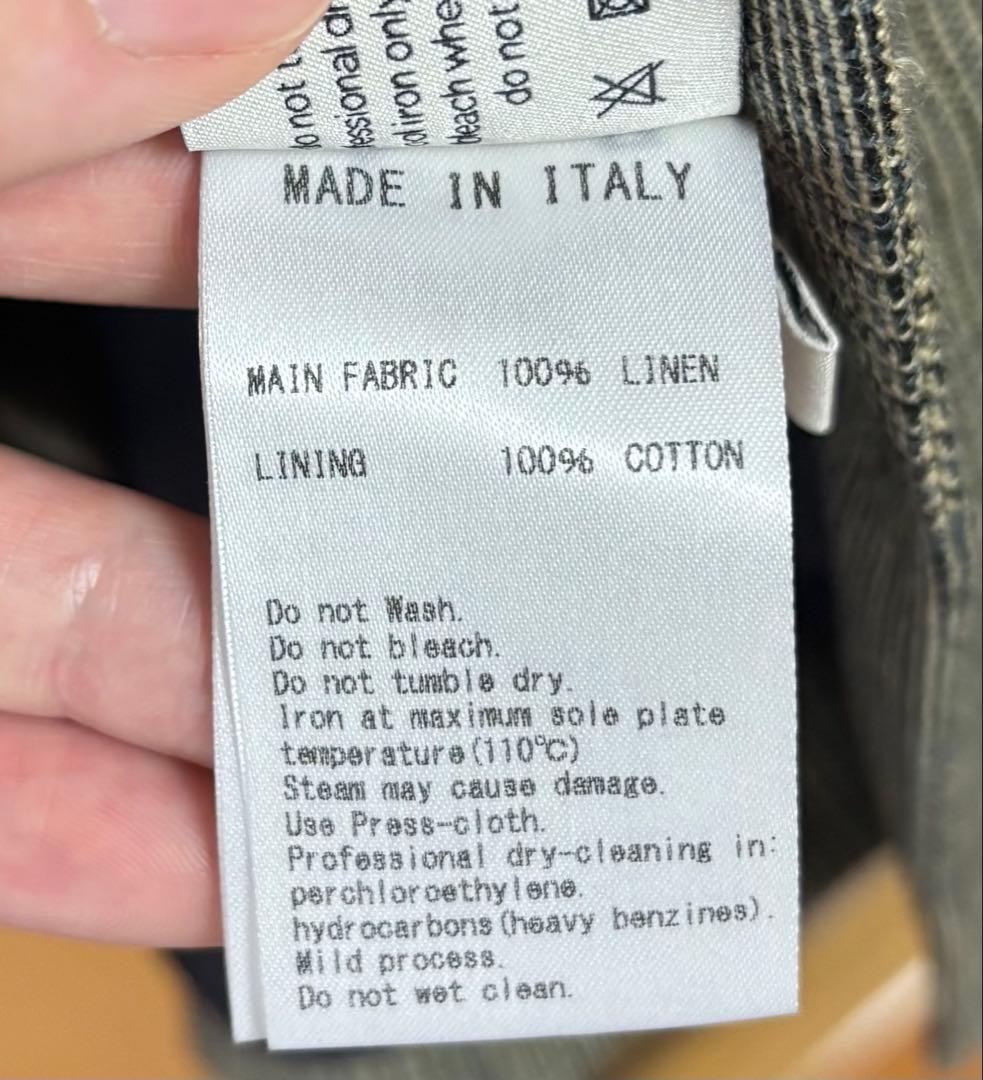 do not
MADE IN ITALY
MAIN FABRIC 100% LINEN
LINING 100% COTTON
Do not Wash.
Do not bleach.
Do not tumble dry.
Iron at maximum sole plate
temperature(110℃)
Steam may cause damage.
Use Press-cloth.
Professional dry-cleaning in:
perchloroethylene.
hydrocarbons(heavy benzines).
Mild process.
Do not wet clean.